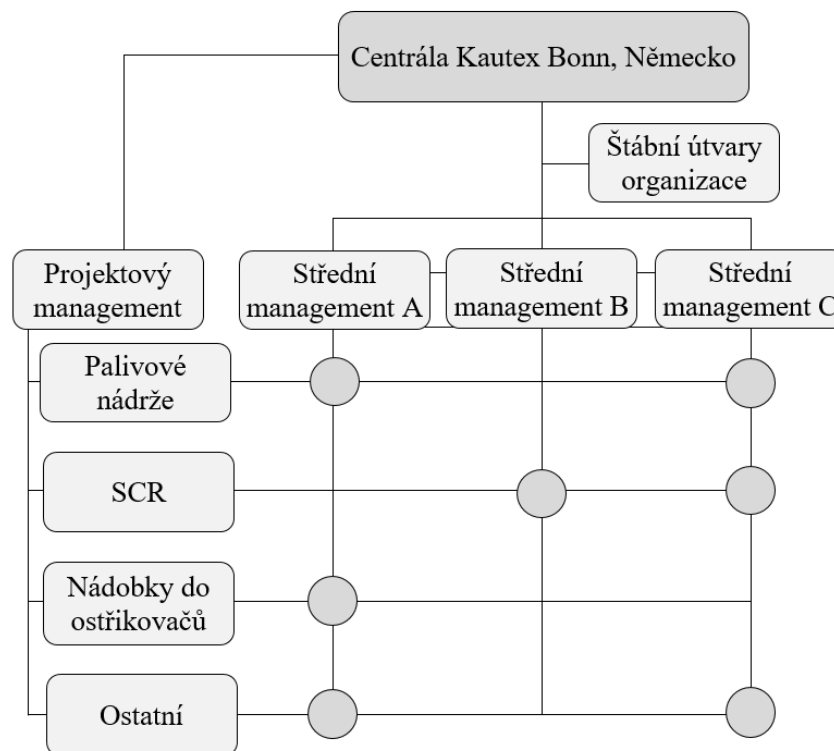 Centrála Kautex Bonn, Německo
Štábní útvary
organizace
Projektový
management
Střední
management A
Střední
management B
Střední
management C
Palivové
nádrže
SCR
Nádobky do
ostřikovačů
Ostatní